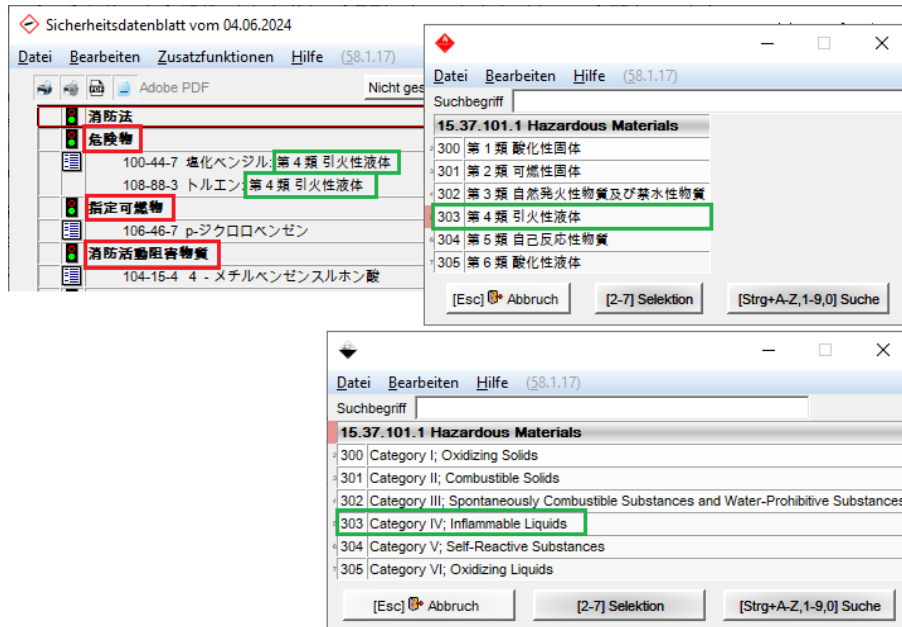 Sicherheitsdatenblatt vom 04.06.2024
Datei Bearbeiten Zusatzfunktionen Hilfe (58.1.17)
Adobe PDF Nicht ges
消防法
危険物
100-44-7 塩化ベンジル: 第4類 引火性液体
108-88-3 トルエン: 第4類 引火性液体
指定可燃物
106-46-7 p-ジクロロベンゼン
消防活動阻害物質
104-15-4 4 - メチルベンゼンスルホン酸
Datei Bearbeiten Hilfe (58.1.17)
Suchbegriff
15.37.101.1 Hazardous Materials
300 第1類 酸化性固体
301 第2類 可燃性固体
302 第3類 自然発火性物質及び禁水性物質
303 第4類 引火性液体
304 第5類 自己反応性物質
305 第6類 酸化性液体
[Esc] Abbruch [2-7] Selektion [Strg+A-Z,1-9,0] Suche
Datei Bearbeiten Hilfe (58.1.17)
Suchbegriff
15.37.101.1 Hazardous Materials
300 Category I; Oxidizing Solids
301 Category II; Combustible Solids
302 Category III; Spontaneously Combustible Substances and Water-Prohibitive Substances
303 Category IV; Inflammable Liquids
304 Category V; Self-Reactive Substances
305 Category VI; Oxidizing Liquids
[Esc] Abbruch [2-7] Selektion [Strg+A-Z,1-9,0] Suche